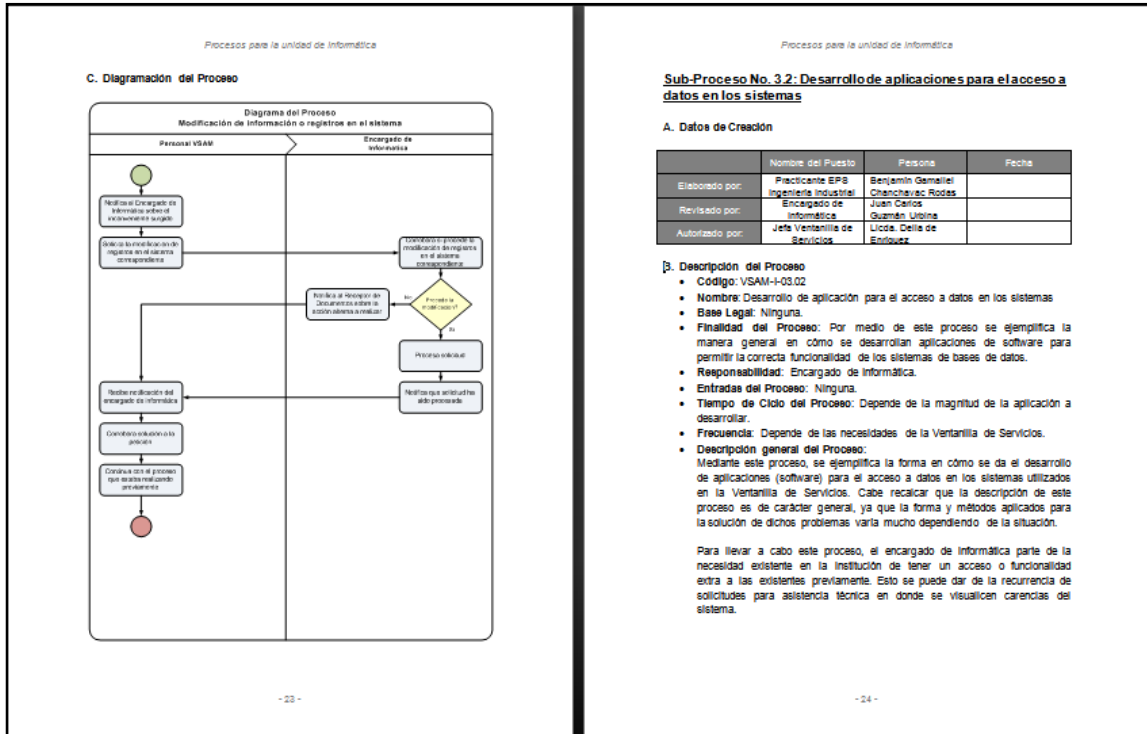 Procesos para la unidad de informática
C. Diagramación del Proceso
Diagrama del Proceso
Modificación de información o registros en el sistema
Personal VSAM
Encargado de
Informática
Notifica al Encargado de
Informática sobre el
inconveniente surgido
Solicita la modificación de
registros en el sistema
correspondiente
Corrobora si procede la
modificación de registros
en el sistema
correspondiente
Procede la
modificación?
No
Notifica al Receptor de
Documentos sobre la
acción alterna a realizar
Si
Procesa solicitud
Notifica que solicitud ha
sido procesada
Recibe notificación del
encargado de informática
Corrobora solución a la
petición
Continúa con el proceso
que estaba realizando
previamente
- 23 -
Procesos para la unidad de informática
Sub-Proceso No. 3.2: Desarrollo de aplicaciones para el acceso a
datos en los sistemas
A. Datos de Creación
Nombre del Puesto Persona Fecha
Elaborado por: Practicante EPS Ingeniería Industrial Benjamín Gamaliel Chanchavac Rodas
Revisado por: Encargado de Informática Juan Carlos Guzmán Urbina
Autorizado por: Jefa Ventanilla de Servicios Licda. Delia de Enriquez
B. Descripción del Proceso
• Código: VSAM-I-03.02
• Nombre: Desarrollo de aplicación para el acceso a datos en los sistemas
• Base Legal: Ninguna.
• Finalidad del Proceso: Por medio de este proceso se ejemplifica la
manera general en cómo se desarrollan aplicaciones de software para
permitir la correcta funcionalidad de los sistemas de bases de datos.
• Responsabilidad: Encargado de Informática.
• Entradas del Proceso: Ninguna.
• Tiempo de Ciclo del Proceso: Depende de la magnitud de la aplicación a
desarrollar.
• Frecuencia: Depende de las necesidades de la Ventanilla de Servicios.
• Descripción general del Proceso:
Mediante este proceso, se ejemplifica la forma en cómo se da el desarrollo
de aplicaciones (software) para el acceso a datos en los sistemas utilizados
en la Ventanilla de Servicios. Cabe recalcar que la descripción de este
proceso es de carácter general, ya que la forma y métodos aplicados para
la solución de dichos problemas varía mucho dependiendo de la situación.
Para llevar a cabo este proceso, el encargado de informática parte de la
necesidad existente en la institución de tener un acceso o funcionalidad
extra a las existentes previamente. Esto se puede dar de la recurrencia de
solicitudes para asistencia técnica en donde se visualicen carencias del
sistema.
- 24 -